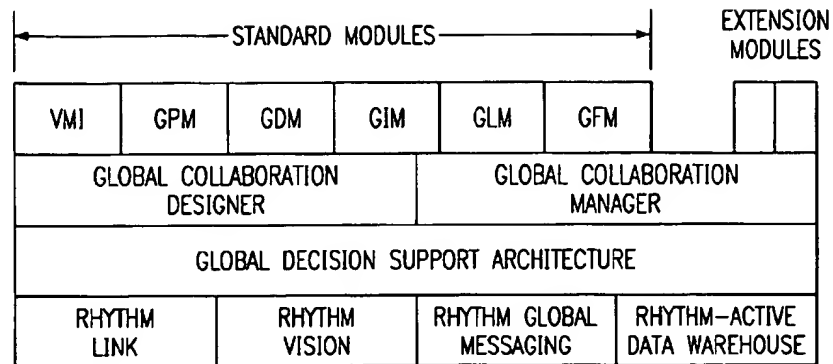 STANDARD MODULES
EXTENSION
MODULES
VMI GPM GDM GIM GLM GFM
GLOBAL COLLABORATION
DESIGNER
GLOBAL COLLABORATION
MANAGER
GLOBAL DECISION SUPPORT ARCHITECTURE
RHYTHM
LINK
RHYTHM
VISION
RHYTHM GLOBAL
MESSAGING
RHYTHM-ACTIVE
DATA WAREHOUSE